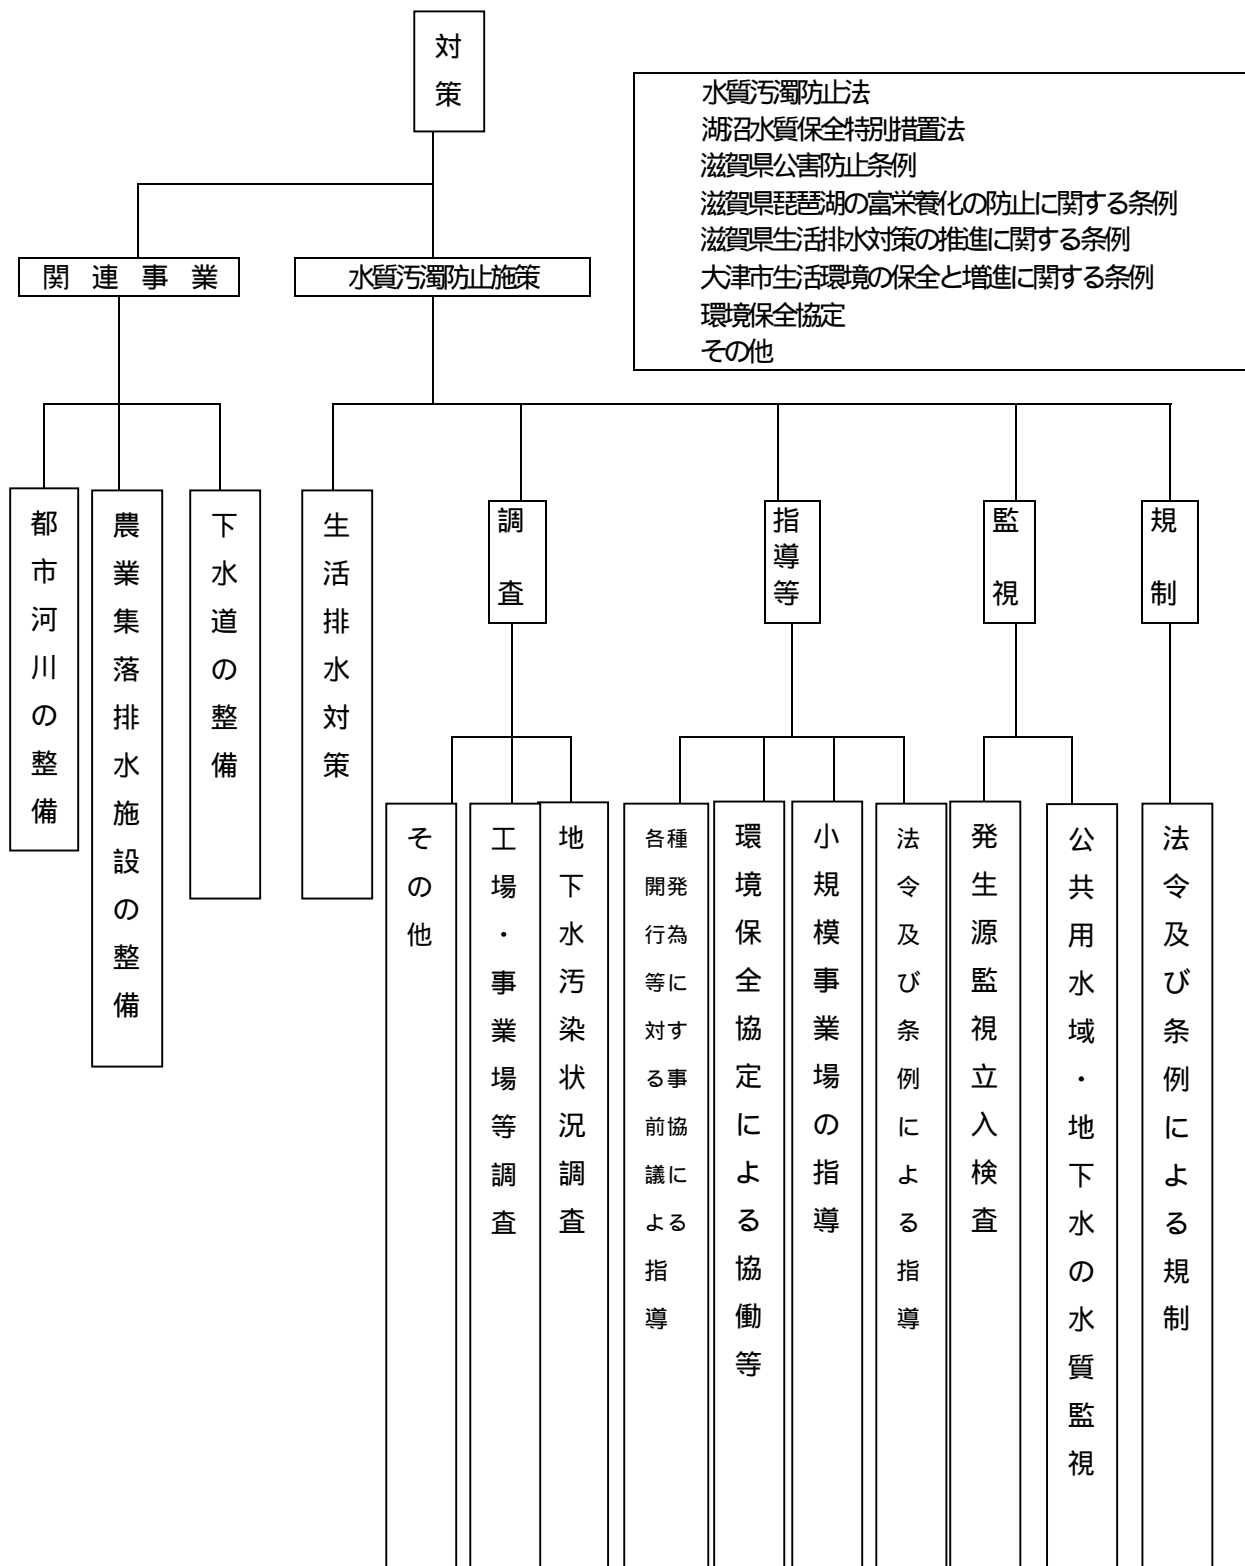 対策
水質汚濁防止法
湖沼水質保全特別措置法
滋賀県公害防止条例
滋賀県琵琶湖の富栄養化の防止に関する条例
滋賀県生活排水対策の推進に関する条例
大津市生活環境の保全と増進に関する条例
環境保全協定
その他
関連事業
水質汚濁防止施策
規制
監視
指導等
調査
生活排水対策
下水道の整備
農業集落排水施設の整備
都市河川の整備
法令及び条例による規制
公共用水域・地下水の水質監視
発生源監視立入検査
法令及び条例による指導
小規模事業場の指導
環境保全協定による協働等
各種開発行為等に対する事前協議による指導
地下水汚染状況調査
工場・事業場等調査
その他